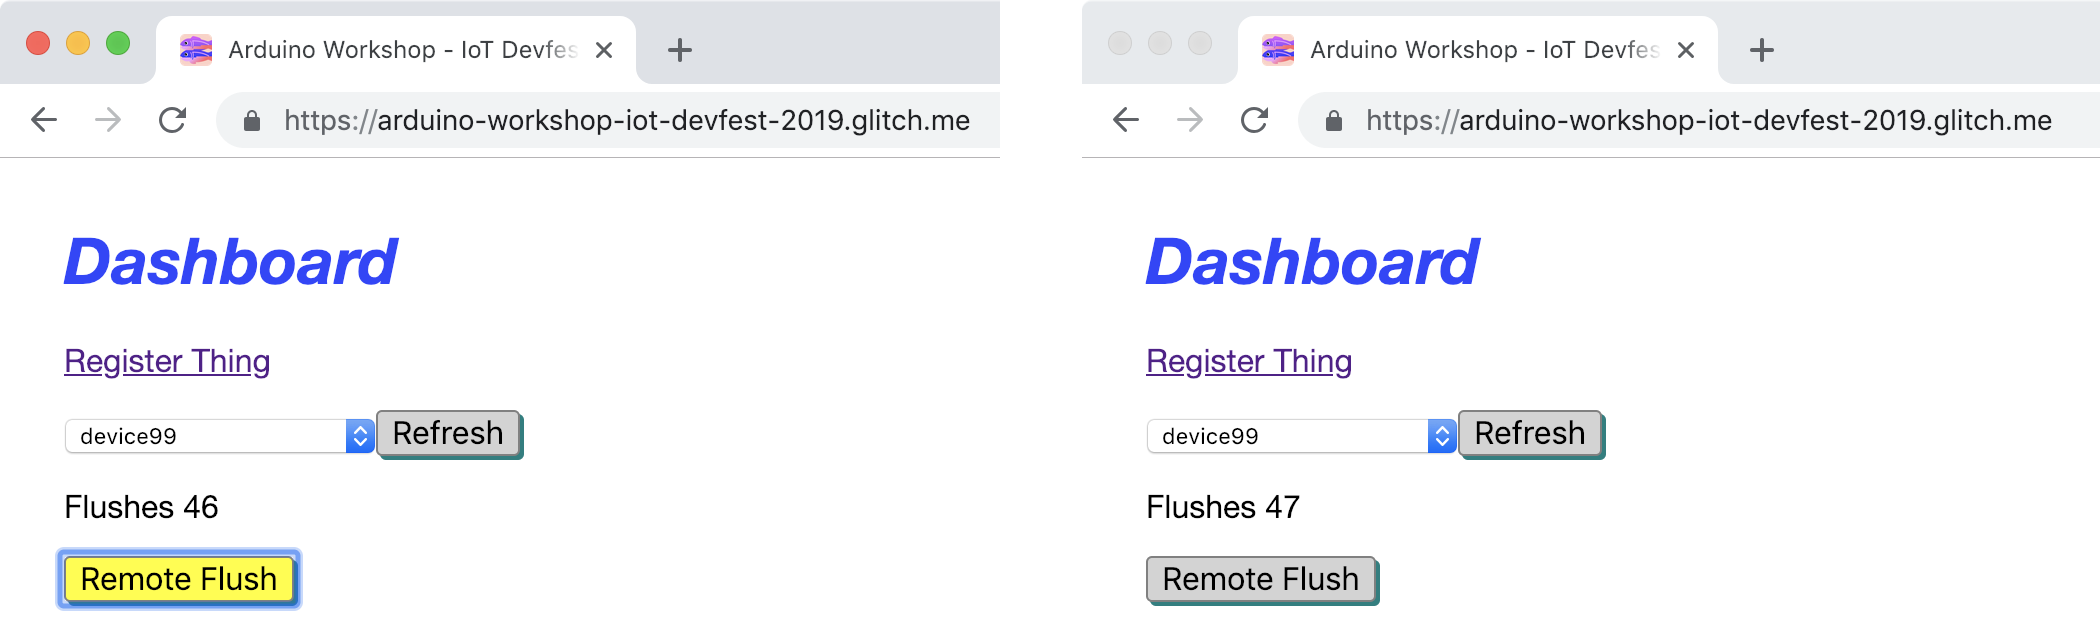 Arduino Workshop - IoT Devfes
https://arduino-workshop-iot-devfest-2019.glitch.me
Dashboard
Register Thing
device99 Refresh
Flushes 46
Remote Flush
Arduino Workshop - IoT Devfes
https://arduino-workshop-iot-devfest-2019.glitch.me
Dashboard
Register Thing
device99 Refresh
Flushes 47
Remote Flush